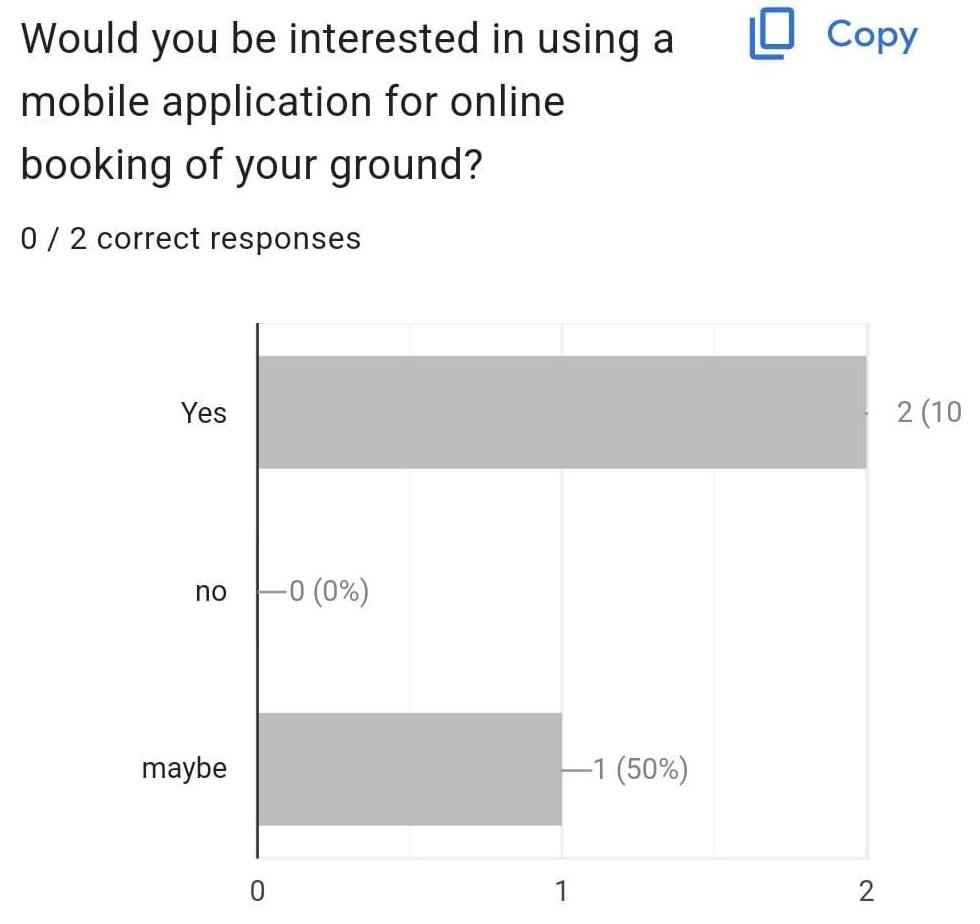 Would you be interested in using a
Copy
mobile application for online
booking of your ground?
0 / 2 correct responses
Yes
2 (10
no
0 (0%)
maybe
1 (50%)
0 1 2